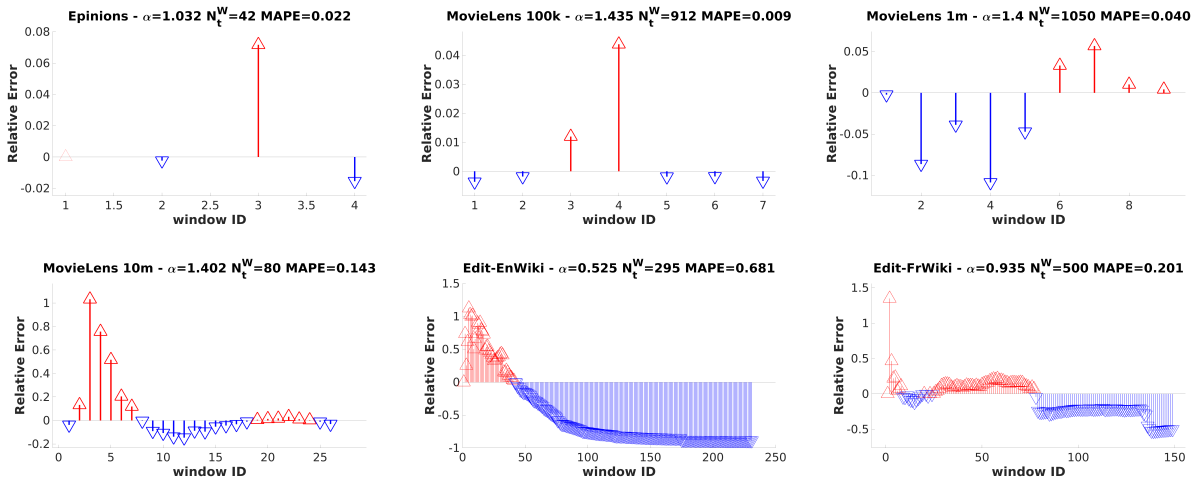 Epinions - α=1.032 N_t^W=42 MAPE=0.022
Relative Error
0.08
0.06
0.04
0.02
0
-0.02
1 1.5 2 2.5 3 3.5 4
window ID
MovieLens 100k - α=1.435 N_t^W=912 MAPE=0.009
Relative Error
0.04
0.03
0.02
0.01
0
1 2 3 4 5 6 7
window ID
MovieLens 1m - α=1.4 N_t^W=1050 MAPE=0.040
Relative Error
0.05
0
-0.05
-0.1
2 4 6 8
window ID
MovieLens 10m - α=1.402 N_t^W=80 MAPE=0.143
Relative Error
1
0.8
0.6
0.4
0.2
0
-0.2
0 5 10 15 20 25
window ID
Edit-EnWiki - α=0.525 N_t^W=295 MAPE=0.681
Relative Error
1.5
1
0.5
0
-0.5
-1
0 50 100 150 200 250
window ID
Edit-FrWiki - α=0.935 N_t^W=500 MAPE=0.201
Relative Error
1.5
1
0.5
0
-0.5
0 50 100 150
window ID